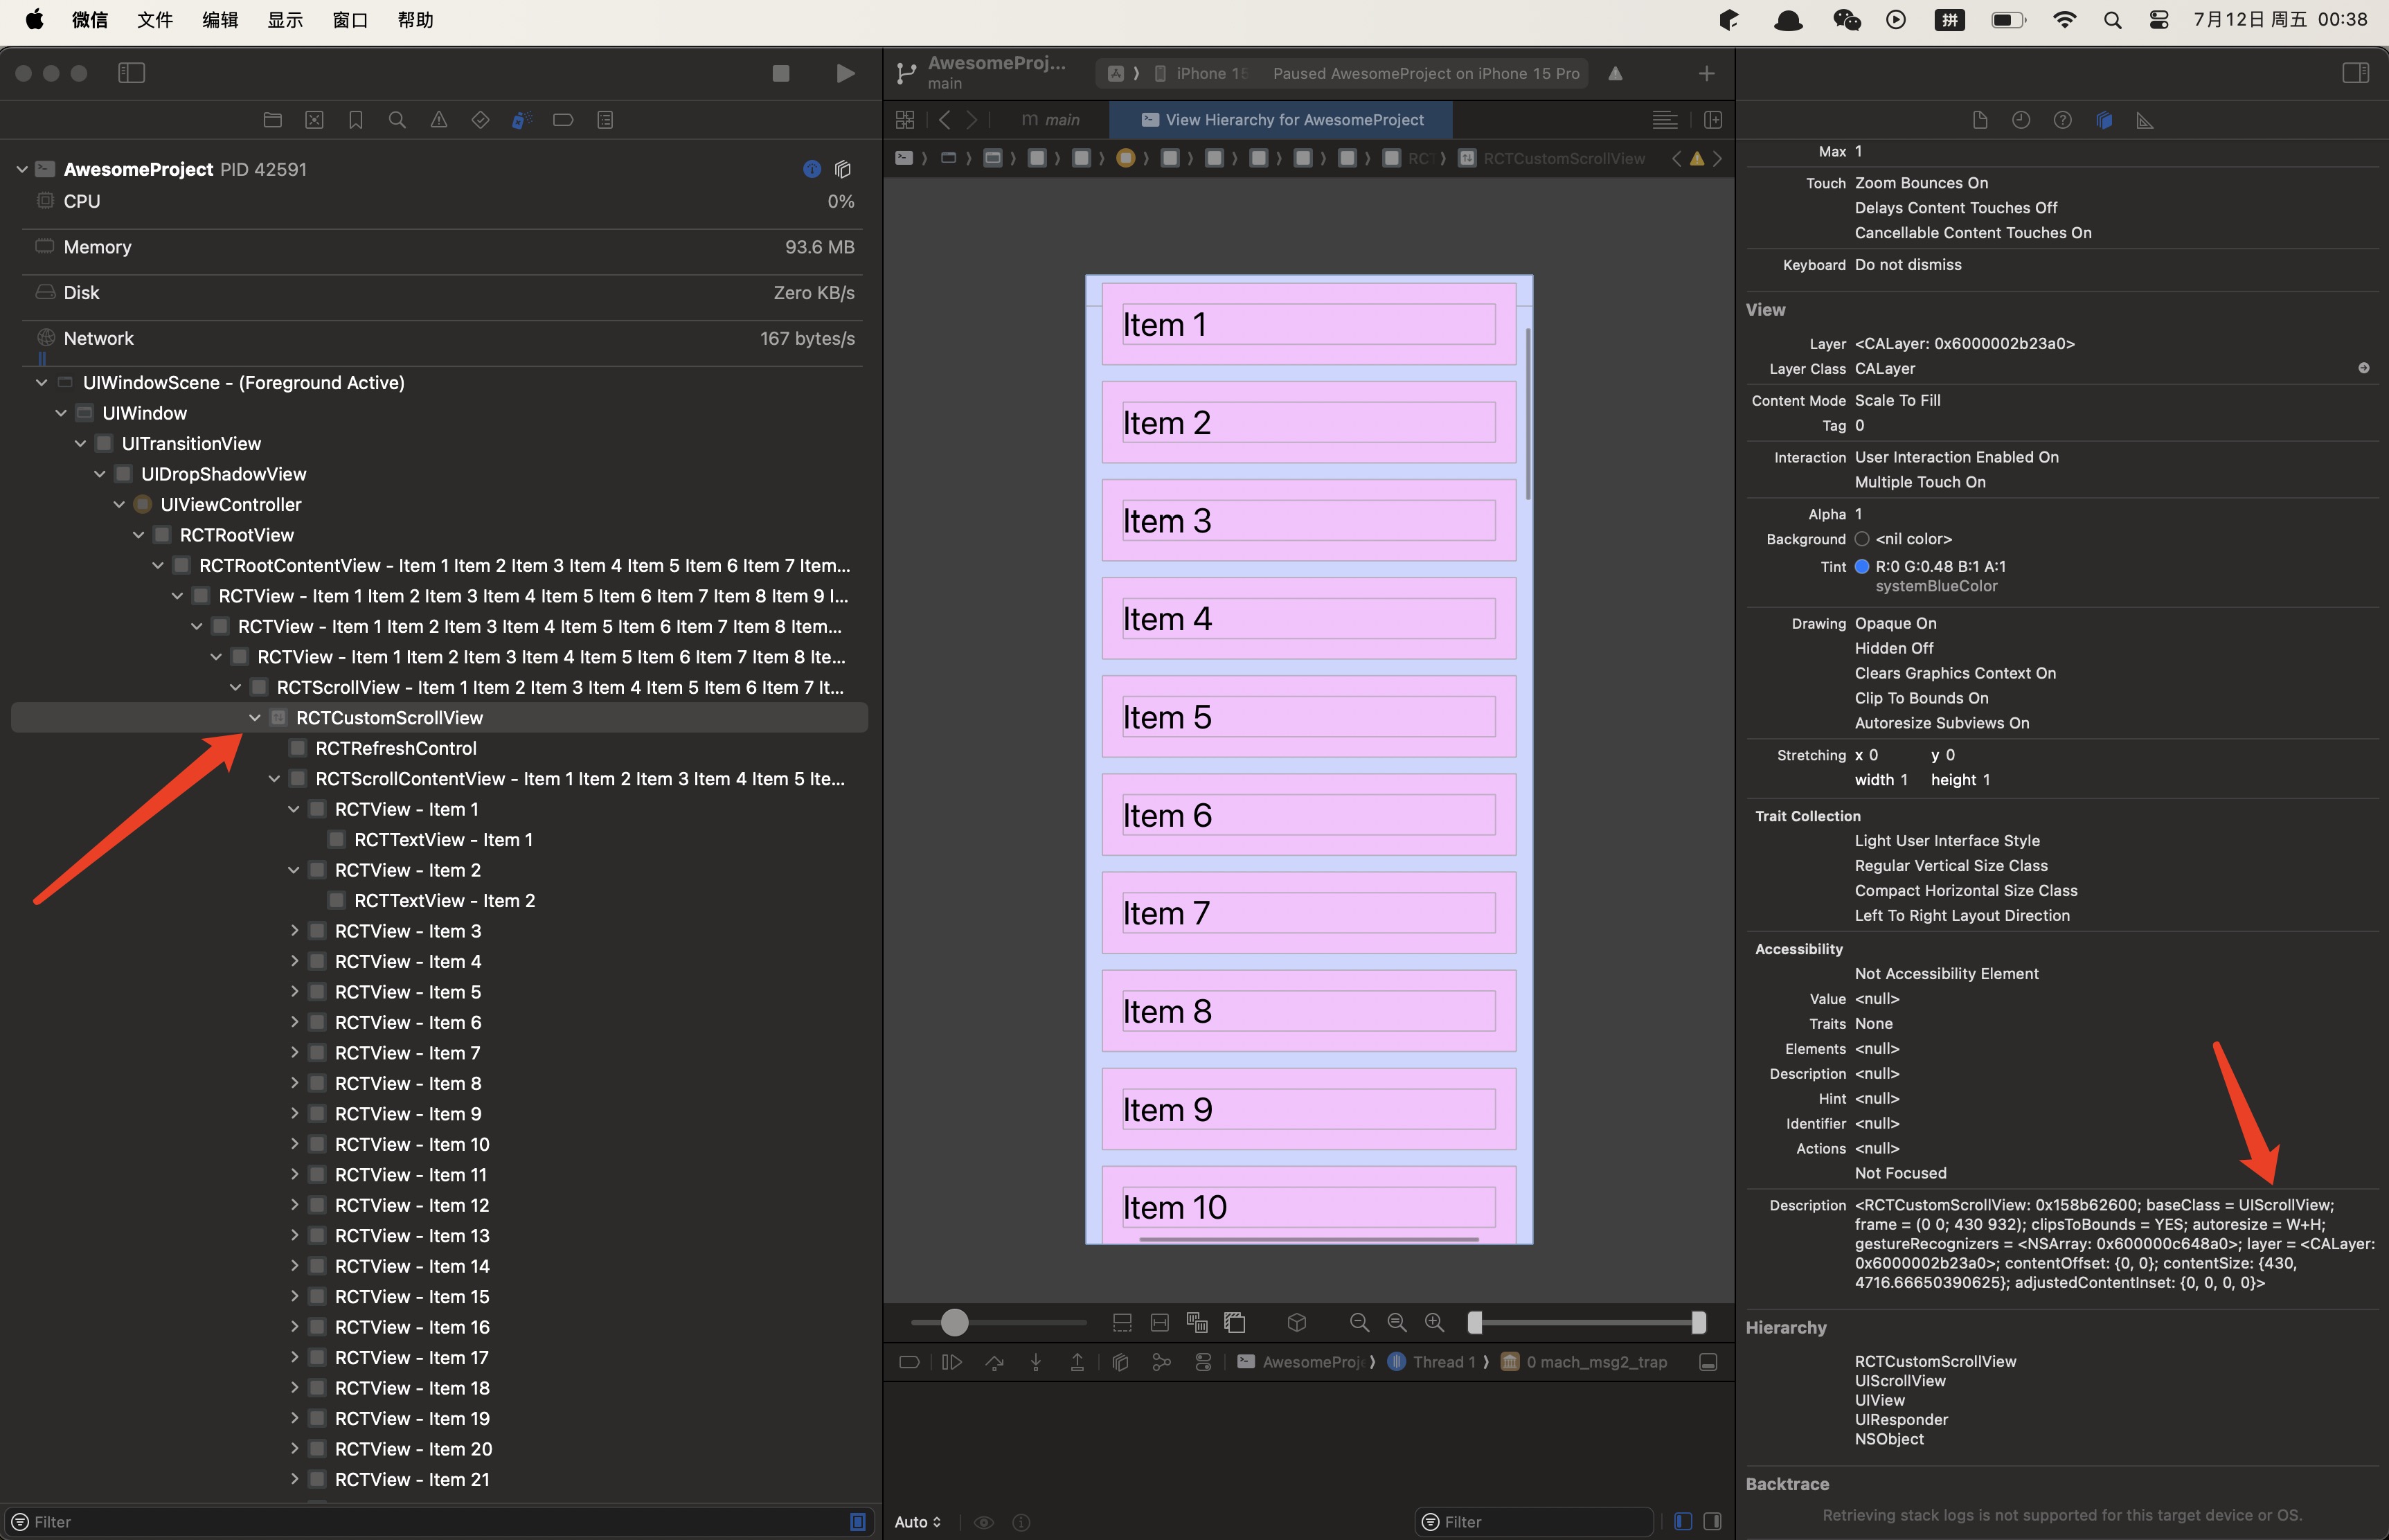 微信 文件 编辑 显示 窗口 帮助
拼 7月12日 周五 00:38
AwesomeProj...
main
iPhone 15 Paused AwesomeProject on iPhone 15 Pro
m main
View Hierarchy for AwesomeProject
RCT RCTCustomScrollView
AwesomeProject PID 42591
CPU 0%
Memory 93.6 MB
Disk Zero KB/s
Network 167 bytes/s
UIWindowScene - (Foreground Active)
UIWindow
UITransitionView
UIDropShadowView
UIViewController
RCTRootView
RCTRootContentView - Item 1 Item 2 Item 3 Item 4 Item 5 Item 6 Item 7 Item...
RCTView - Item 1 Item 2 Item 3 Item 4 Item 5 Item 6 Item 7 Item 8 Item 9 I...
RCTView - Item 1 Item 2 Item 3 Item 4 Item 5 Item 6 Item 7 Item 8 Item...
RCTView - Item 1 Item 2 Item 3 Item 4 Item 5 Item 6 Item 7 Item 8 Ite...
RCTScrollView - Item 1 Item 2 Item 3 Item 4 Item 5 Item 6 Item 7 It...
RCTCustomScrollView
RCTRefreshControl
RCTScrollContentView - Item 1 Item 2 Item 3 Item 4 Item 5 Ite...
RCTView - Item 1
RCTTextView - Item 1
RCTView - Item 2
RCTTextView - Item 2
RCTView - Item 3
RCTView - Item 4
RCTView - Item 5
RCTView - Item 6
RCTView - Item 7
RCTView - Item 8
RCTView - Item 9
RCTView - Item 10
RCTView - Item 11
RCTView - Item 12
RCTView - Item 13
RCTView - Item 14
RCTView - Item 15
RCTView - Item 16
RCTView - Item 17
RCTView - Item 18
RCTView - Item 19
RCTView - Item 20
RCTView - Item 21
Filter
Item 1
Item 2
Item 3
Item 4
Item 5
Item 6
Item 7
Item 8
Item 9
Item 10
AwesomeProj Thread 1 0 mach_msg2_trap
Auto
Filter
Max 1
Touch Zoom Bounces On
Delays Content Touches Off
Cancellable Content Touches On
Keyboard Do not dismiss
View
Layer <CALayer: 0x6000002b23a0>
Layer Class CALayer
Content Mode Scale To Fill
Tag 0
Interaction User Interaction Enabled On
Multiple Touch On
Alpha 1
Background <nil color>
Tint R:0 G:0.48 B:1 A:1
systemBlueColor
Drawing Opaque On
Hidden Off
Clears Graphics Context On
Clip To Bounds On
Autoresize Subviews On
Stretching x 0 y 0
width 1 height 1
Trait Collection
Light User Interface Style
Regular Vertical Size Class
Compact Horizontal Size Class
Left To Right Layout Direction
Accessibility
Not Accessibility Element
Value <null>
Traits None
Elements <null>
Description <null>
Hint <null>
Identifier <null>
Actions <null>
Not Focused
Description <RCTCustomScrollView: 0x158b62600; baseClass = UIScrollView;
frame = (0 0; 430 932); clipsToBounds = YES; autoresize = W+H;
gestureRecognizers = <NSArray: 0x600000c648a0>; layer = <CALayer:
0x6000002b23a0>; contentOffset: {0, 0}; contentSize: {430,
4716.66650390625}; adjustedContentInset: {0, 0, 0, 0}>
Hierarchy
RCTCustomScrollView
UIScrollView
UIView
UIResponder
NSObject
Backtrace
Retrieving stack logs is not supported for this target device or OS.